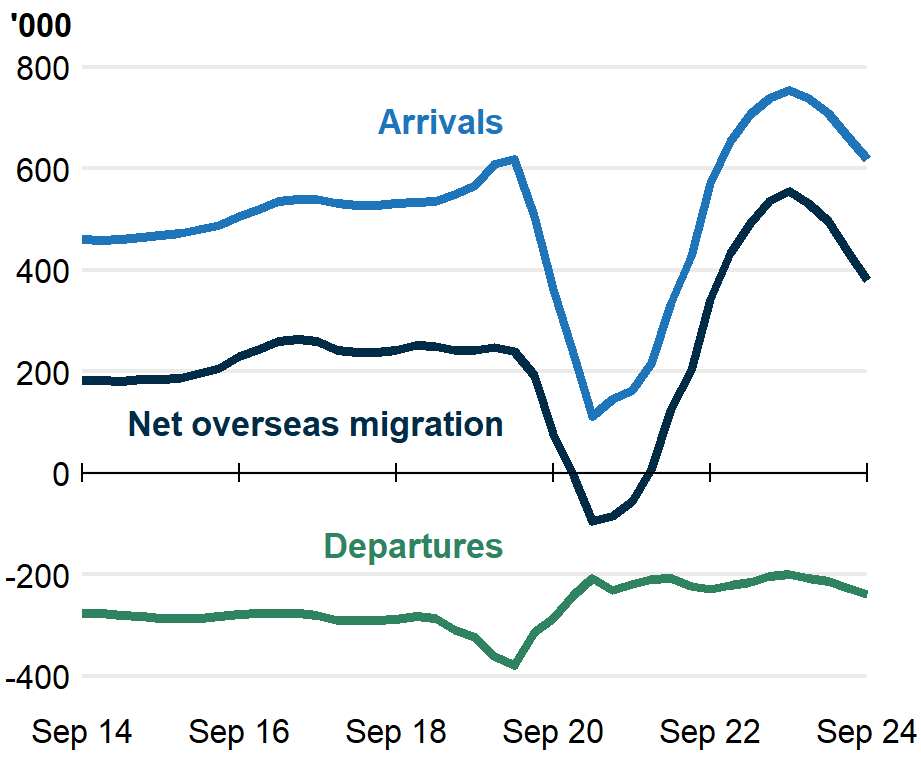 '000
800
Arrivals
600
400
200
Net overseas migration
0
Departures
-200
-400
Sep 14 Sep 16 Sep 18 Sep 20 Sep 22 Sep 24